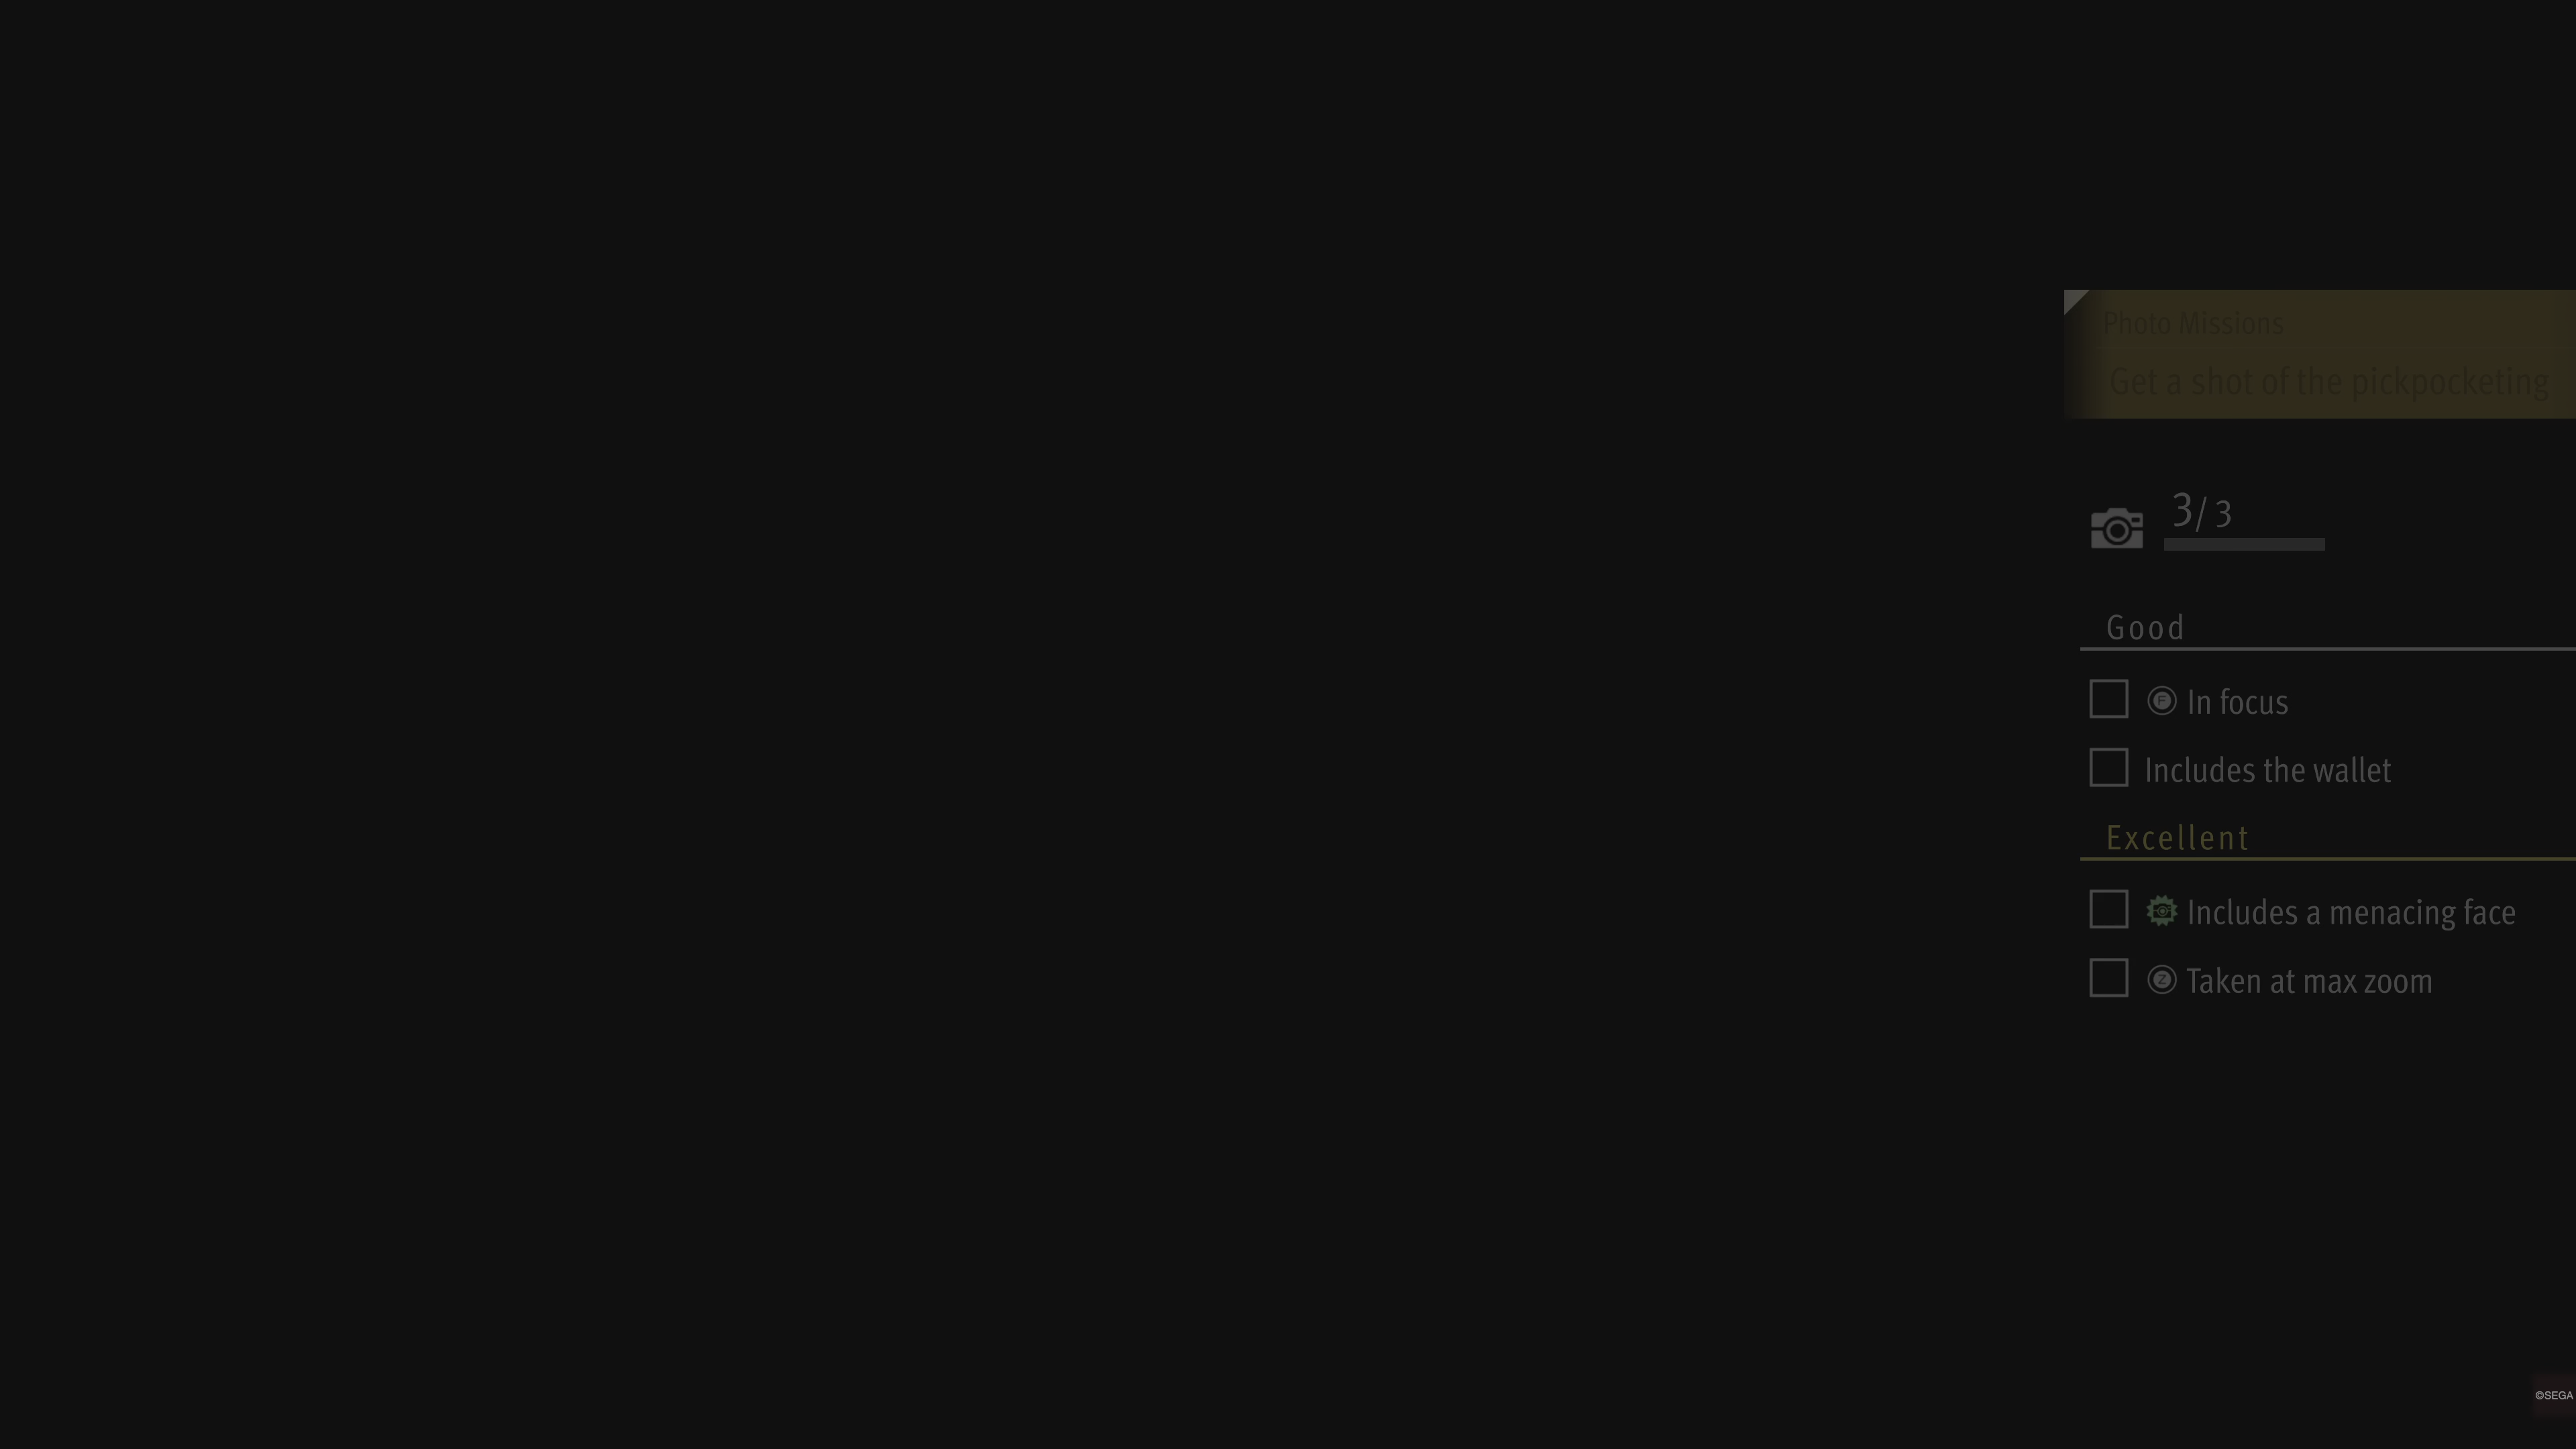 Photo Missions
Get a shot of the pickpocketing
3/ 3
Good
F In focus
Includes the wallet
Excellent
Includes a menacing face
Z Taken at max zoom
©SEGA